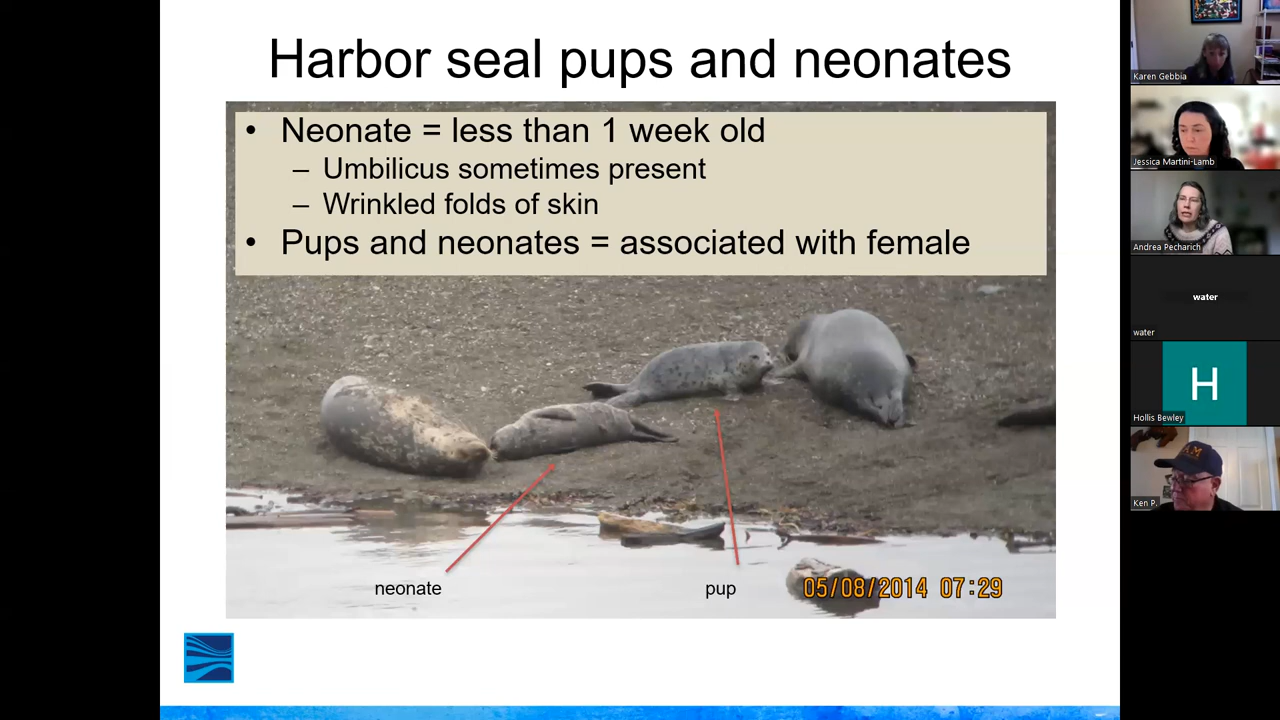 Harbor seal pups and neonates
• Neonate = less than 1 week old
– Umbilicus sometimes present
– Wrinkled folds of skin
• Pups and neonates = associated with female
neonate
pup
05/08/2014 07:29
Karen Gebbia
Jessica Martini-Lamb
Andrea Pecharich
water
water
H
Hollis Bewley
Ken P.